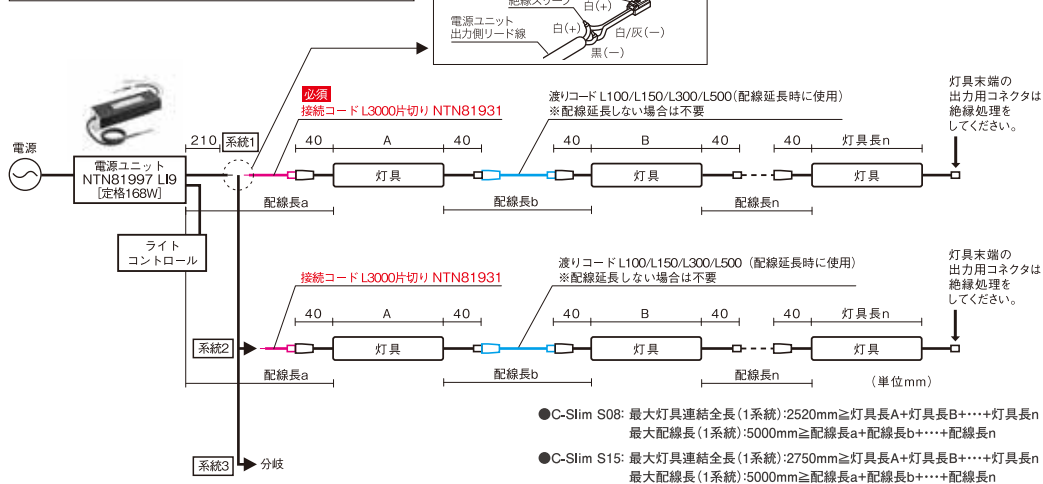 絶縁スリーブ
白(+)
電源ユニット
出力側リード線
白(+)
白/灰(−)
黒(−)
電源
電源ユニット
NTN81997 LI9
[定格168W]
ライト
コントロール
210
系統1
必須
接続コード L3000片切り NTN81931
40 A 40
灯具
渡りコード L100/L150/L300/L500(配線延長時に使用)
※配線延長しない場合は不要
40 B 40
灯具
40 灯具長n
灯具
灯具末端の
出力用コネクタは
絶縁処理を
してください。
配線長a
配線長b
配線長n
接続コード L3000片切り NTN81931
渡りコード L100/L150/L300/L500 (配線延長時に使用)
※配線延長しない場合は不要
灯具末端の
出力用コネクタは
絶縁処理を
してください。
40 A 40
40 B 40
40 灯具長n
系統2
灯具
灯具
灯具
配線長a
配線長b
配線長n
(単位mm)
系統3
分岐
●C-Slim S08: 最大灯具連結全長(1系統):2520mm≧灯具長A+灯具長B+･･･+灯具長n
最大配線長(1系統):5000mm≧配線長a+配線長b+･･･+配線長n
●C-Slim S15: 最大灯具連結全長(1系統):2750mm≧灯具長A+灯具長B+･･･+灯具長n
最大配線長(1系統):5000mm≧配線長a+配線長b+･･･+配線長n